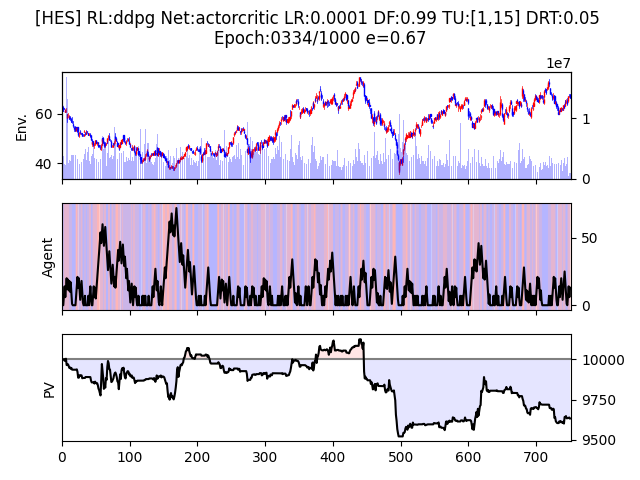 [HES] RL:ddpg Net:actorcritic LR:0.0001 DF:0.99 TU:[1,15] DRT:0.05
Epoch:0334/1000 e=0.67
1e7
Env.
60
40
1
0
Agent
50
0
PV
10000
9750
9500
0 100 200 300 400 500 600 700